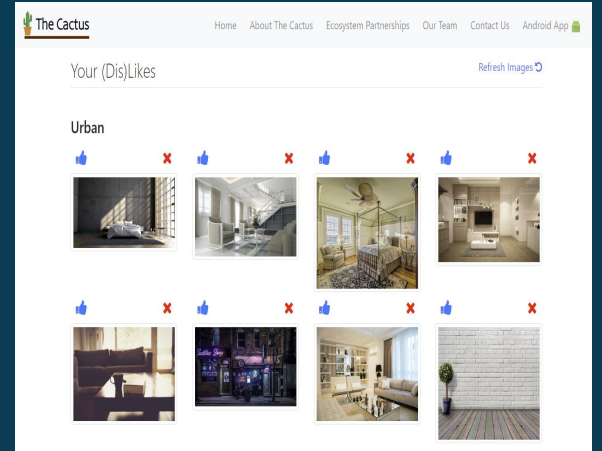 The Cactus Home About The Cactus Ecosystem Partnerships Our Team Contact Us Android App
Your (Dis)Likes Refresh Images
Urban